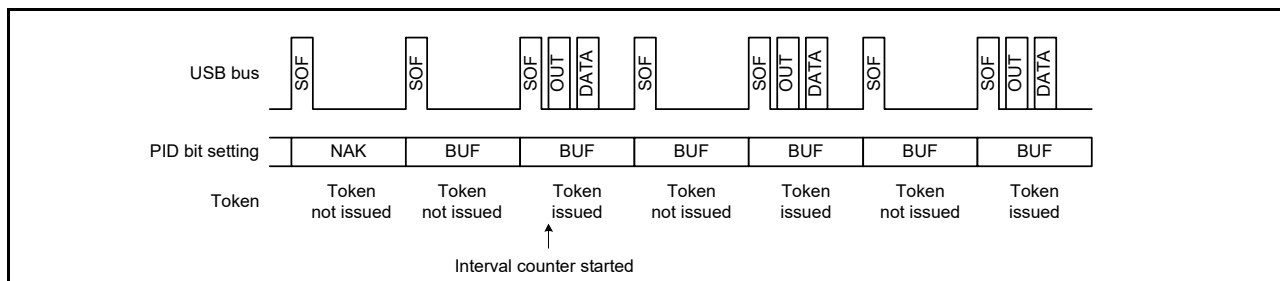 USB bus
SOF SOF SOF OUT DATA SOF SOF OUT DATA SOF SOF OUT DATA
PID bit setting NAK BUF BUF BUF BUF BUF BUF
Token Token Token Token Token Token Token Token
not issued not issued issued not issued issued not issued issued
Interval counter started